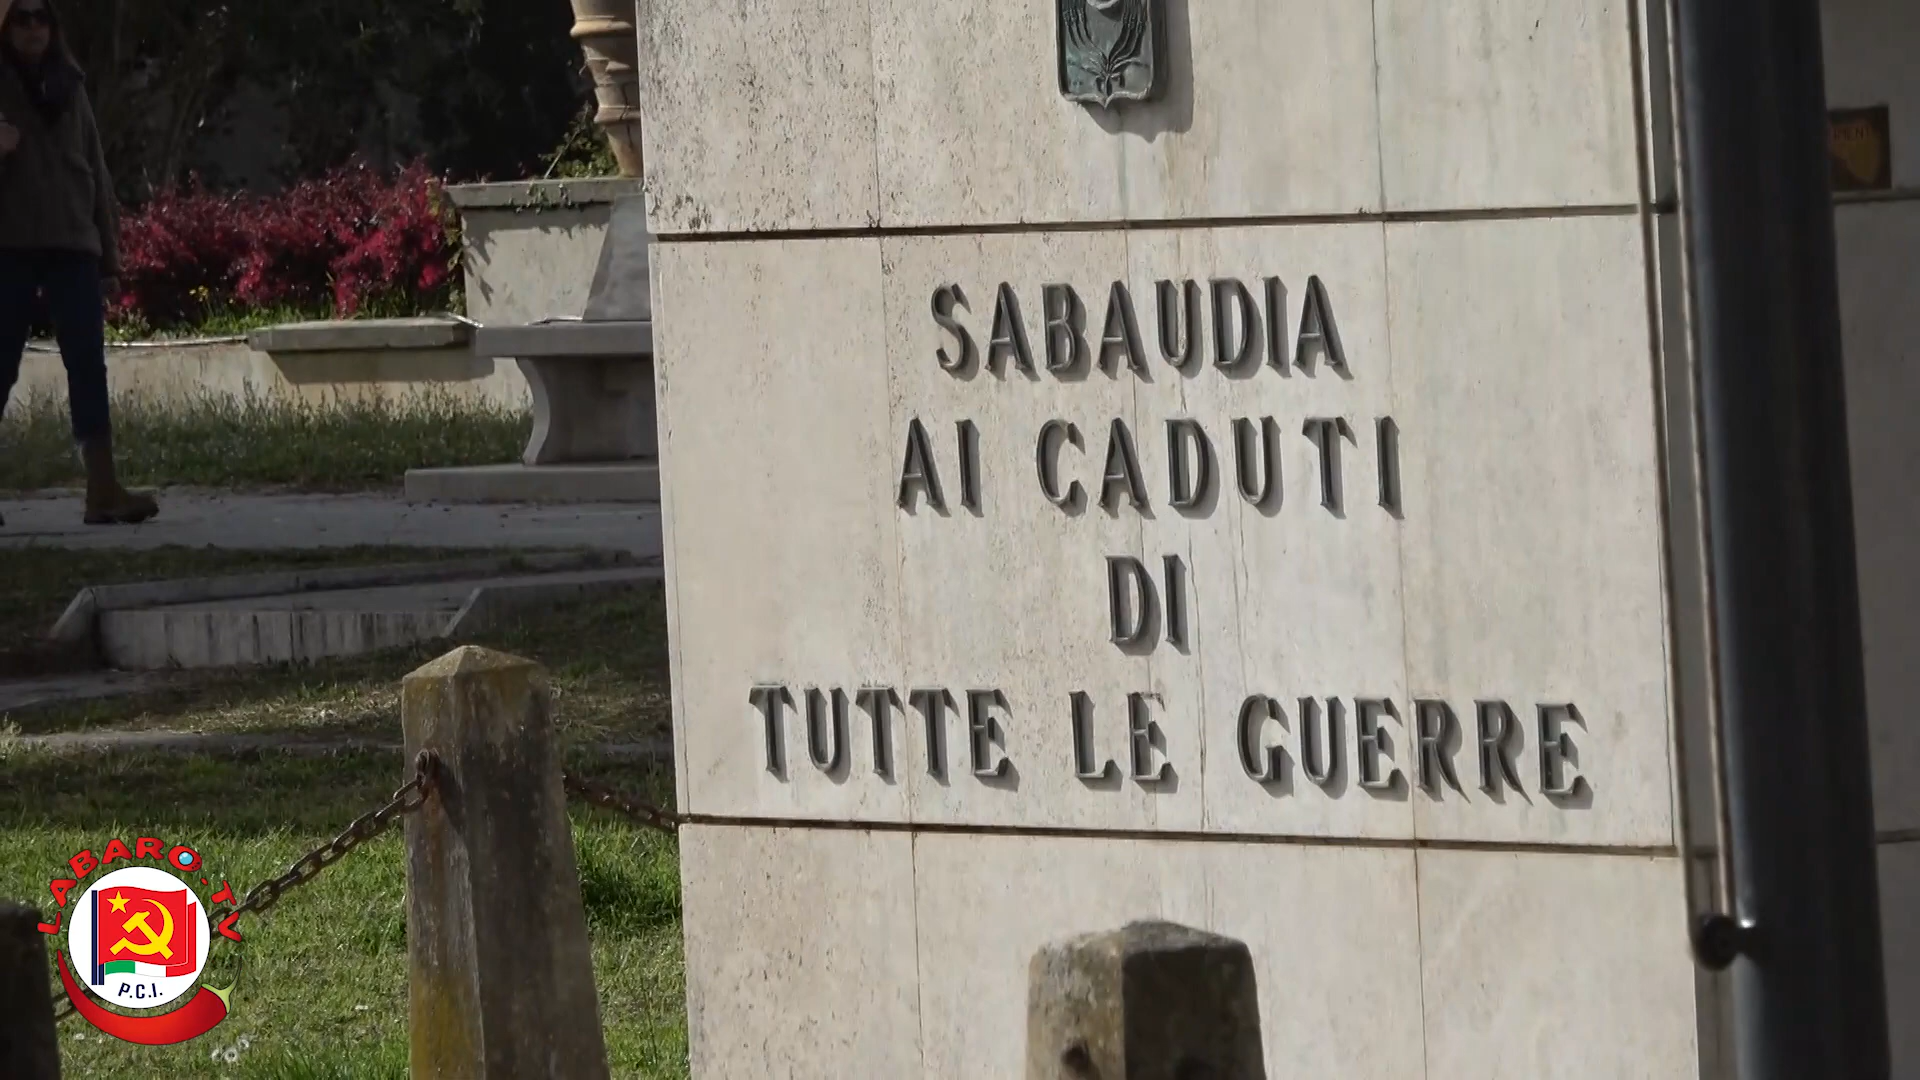 SABAUDIA
AI CADUTI
DI
TUTTE LE GUERRE
LABARO.TV
P.C.I.